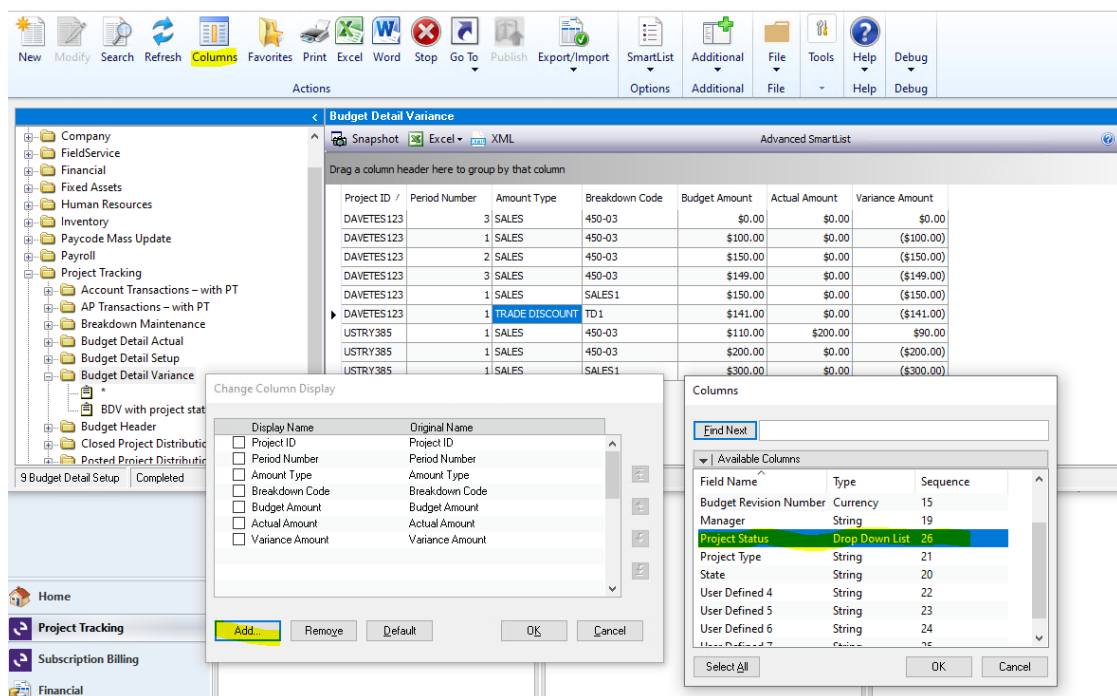 New Modify Search Refresh Columns Favorites Print Excel Word Stop Go To Publish Export/Import SmartList Additional File Tools Help Debug
Actions Options Additional File Help Debug
Company
FieldService
Financial
Fixed Assets
Human Resources
Inventory
Paycode Mass Update
Payroll
Project Tracking
Account Transactions – with PT
AP Transactions – with PT
Breakdown Maintenance
Budget Detail Actual
Budget Detail Setup
Budget Detail Variance
*
BDV with project stat
Budget Header
Closed Project Distributic
Posted Project Distributic
9 Budget Detail Setup Completed
Budget Detail Variance
Snapshot Excel XML Advanced SmartList
Drag a column header here to group by that column
Project ID / Period Number Amount Type Breakdown Code Budget Amount Actual Amount Variance Amount
DAVETES123 3 SALES 450-03 $0.00 $0.00 $0.00
DAVETES123 1 SALES 450-03 $100.00 $0.00 ($100.00)
DAVETES123 2 SALES 450-03 $150.00 $0.00 ($150.00)
DAVETES123 3 SALES 450-03 $149.00 $0.00 ($149.00)
DAVETES123 1 SALES SALES1 $150.00 $0.00 ($150.00)
DAVETES123 1 TRADE DISCOUNT TD1 $141.00 $0.00 ($141.00)
USTRY385 1 SALES 450-03 $110.00 $200.00 $90.00
USTRY385 1 SALES 450-03 $200.00 $0.00 ($200.00)
USTRY385 1 SALES SALES1 $300.00 $0.00 ($300.00)
Change Column Display
Display Name Original Name
Project ID Project ID
Period Number Period Number
Amount Type Amount Type
Breakdown Code Breakdown Code
Budget Amount Budget Amount
Actual Amount Actual Amount
Variance Amount Variance Amount
Add... Remove Default OK Cancel
Columns
Find Next
Available Columns
Field Name Type Sequence
Budget Revision Number Currency 15
Manager String 19
Project Status Drop Down List 26
Project Type String 21
State String 20
User Defined 4 String 22
User Defined 5 String 23
User Defined 6 String 24
User Defined 7 String 25
Select All OK Cancel
Home
Project Tracking
Subscription Billing
Financial